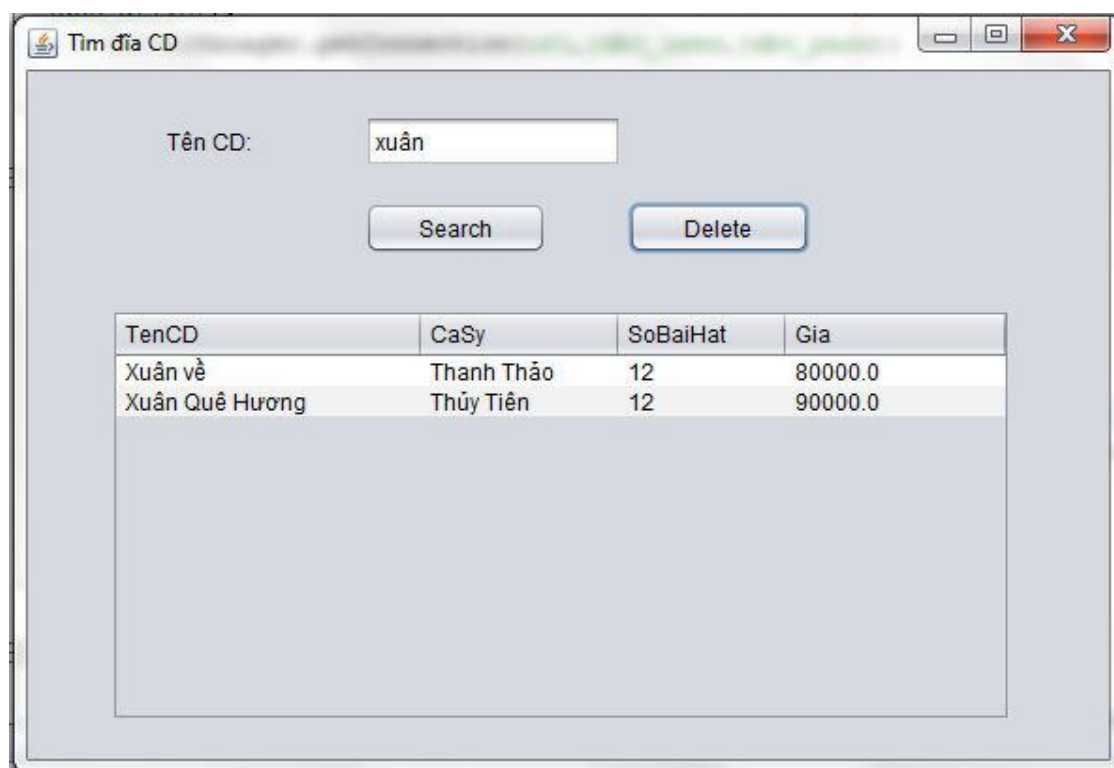 Tìm đĩa CD
Tên CD: xuân
Search Delete
TenCD CaSy SoBaiHat Gia
Xuân về Thanh Thảo 12 80000.0
Xuân Quê Hương Thủy Tiên 12 90000.0